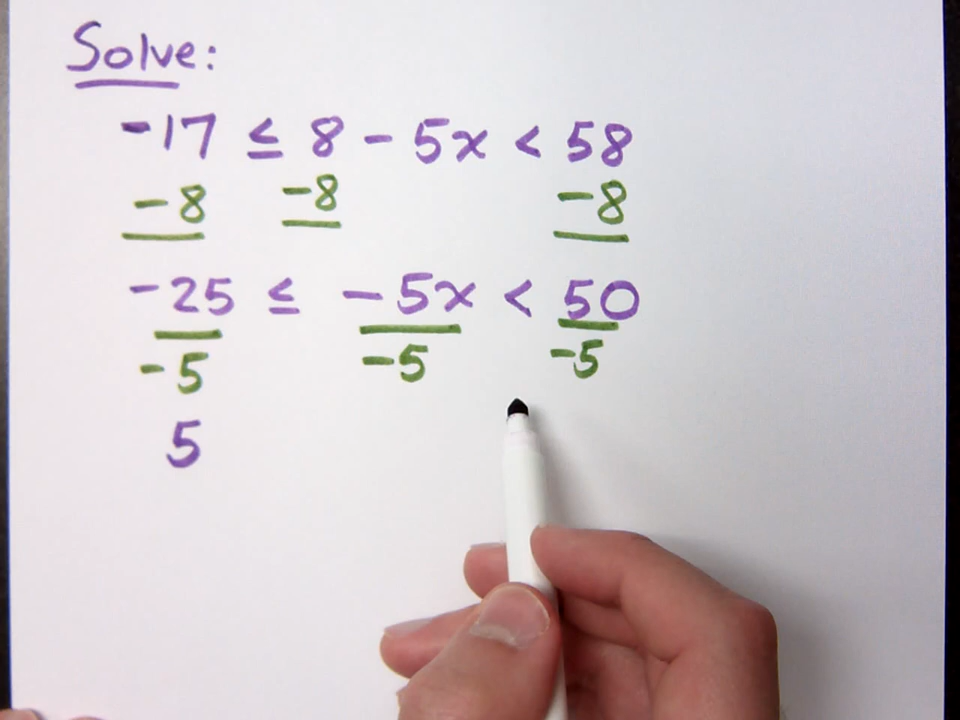 Solve:
-17 ≤ 8 - 5x < 58
-8 -8 -8
-25 ≤ -5x < 50
-5 -5 -5
5